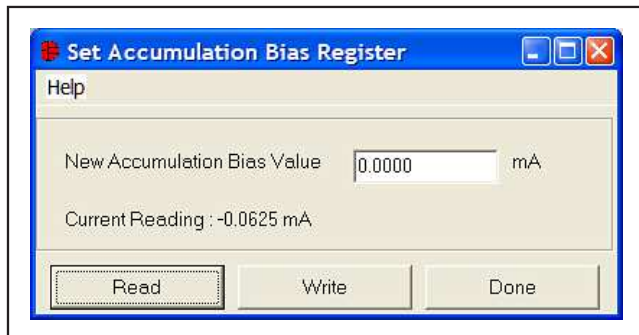 Set Accumulation Bias Register
Help
New Accumulation Bias Value 0.0000 mA
Current Reading : -0.0625 mA
Read Write Done